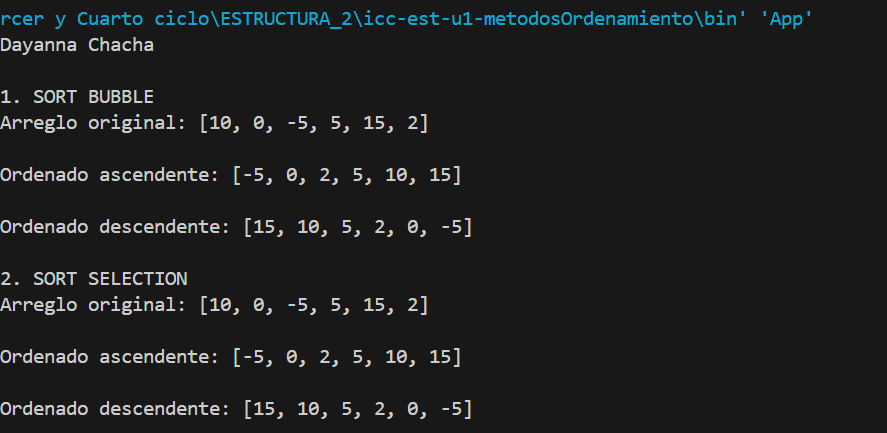 rcer y Cuarto ciclo\ESTRUCTURA_2\icc-est-u1-metodosOrdenamiento\bin' 'App'
Dayanna Chacha
1. SORT BUBBLE
Arreglo original: [10, 0, -5, 5, 15, 2]
Ordenado ascendente: [-5, 0, 2, 5, 10, 15]
Ordenado descendente: [15, 10, 5, 2, 0, -5]
2. SORT SELECTION
Arreglo original: [10, 0, -5, 5, 15, 2]
Ordenado ascendente: [-5, 0, 2, 5, 10, 15]
Ordenado descendente: [15, 10, 5, 2, 0, -5]